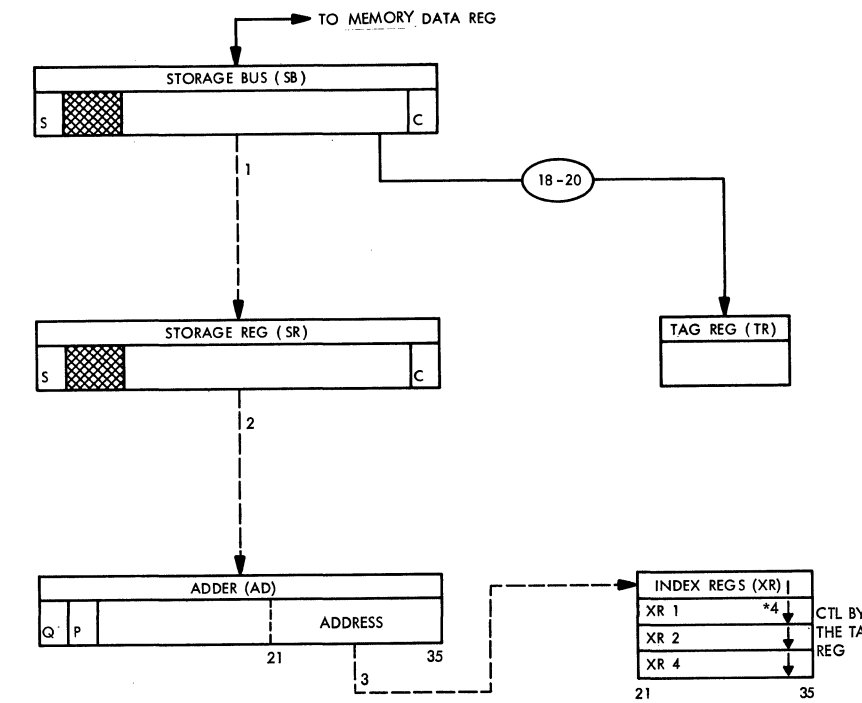 TO MEMORY DATA REG
STORAGE BUS (SB)
S
C
1
18-20
STORAGE REG (SR)
S
C
TAG REG (TR)
2
ADDER (AD)
Q P
ADDRESS
21
35
3
INDEX REGS (XR)
XR 1
*4
XR 2
XR 4
21
35
CTL BY
THE TA
REG